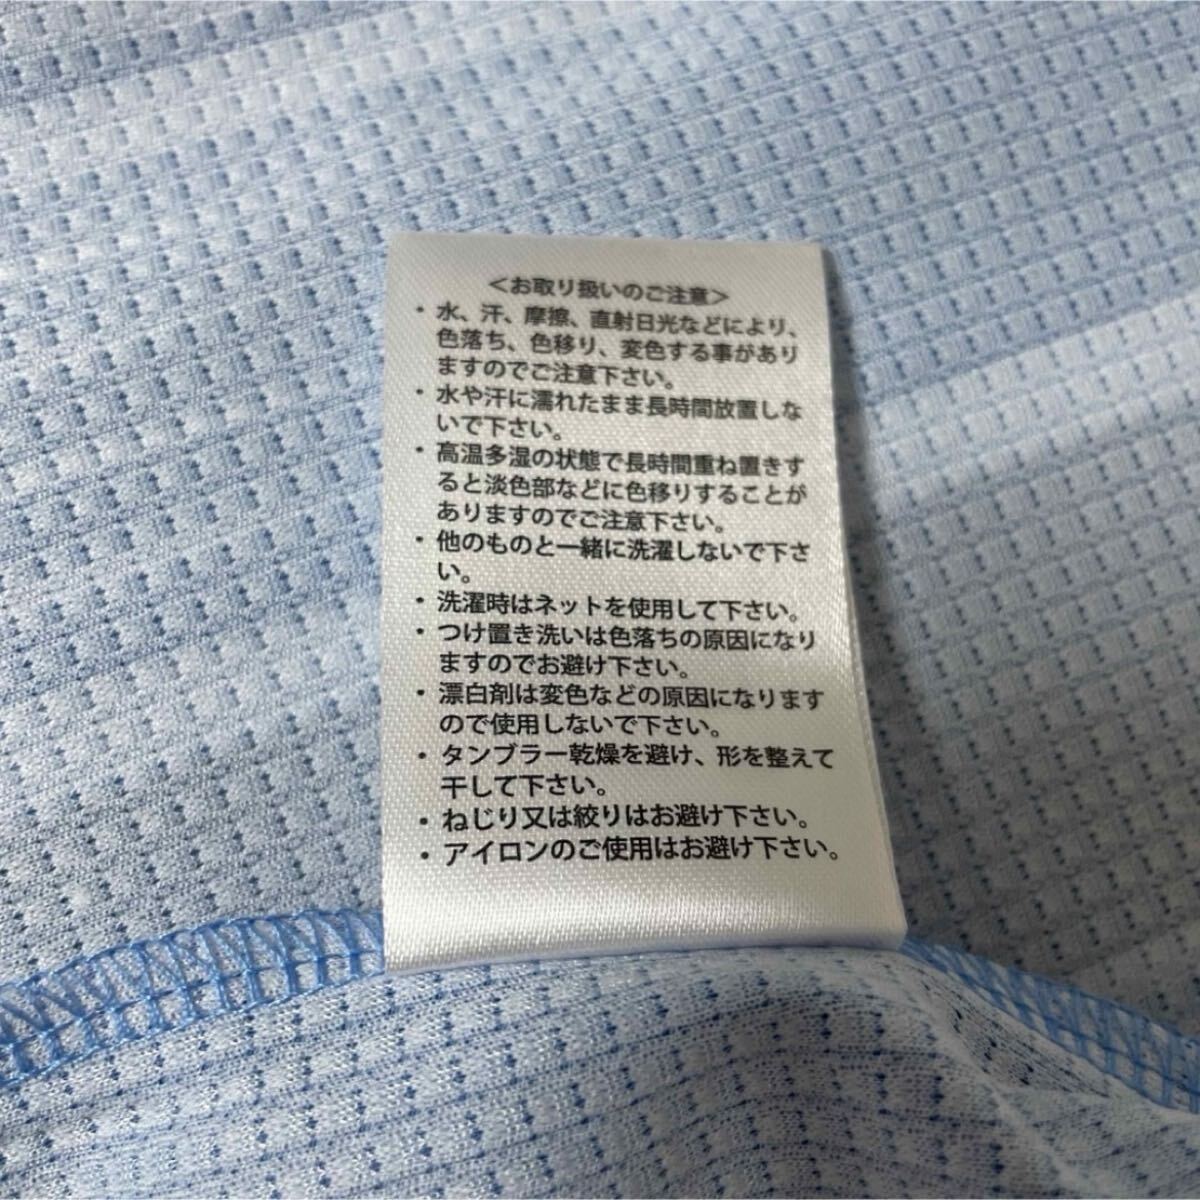 ＜お取り扱いのご注意＞
・水、汗、摩擦、直射日光などにより、
色落ち、色移り、変色する事があり
ますのでご注意下さい。
・水や汗に濡れたまま長時間放置しな
いで下さい。
・高温多湿の状態で長時間重ね置きす
ると淡色部などに色移りすることが
ありますのでご注意下さい。
・他のものと一緒に洗濯しないで下さ
い。
・洗濯時はネットを使用して下さい。
・つけ置き洗いは色落ちの原因になり
ますのでお避け下さい。
・漂白剤は変色などの原因になります
ので使用しないで下さい。
・タンブラー乾燥を避け、形を整えて
干して下さい。
・ねじり又は絞りはお避け下さい。
・アイロンのご使用はお避け下さい。